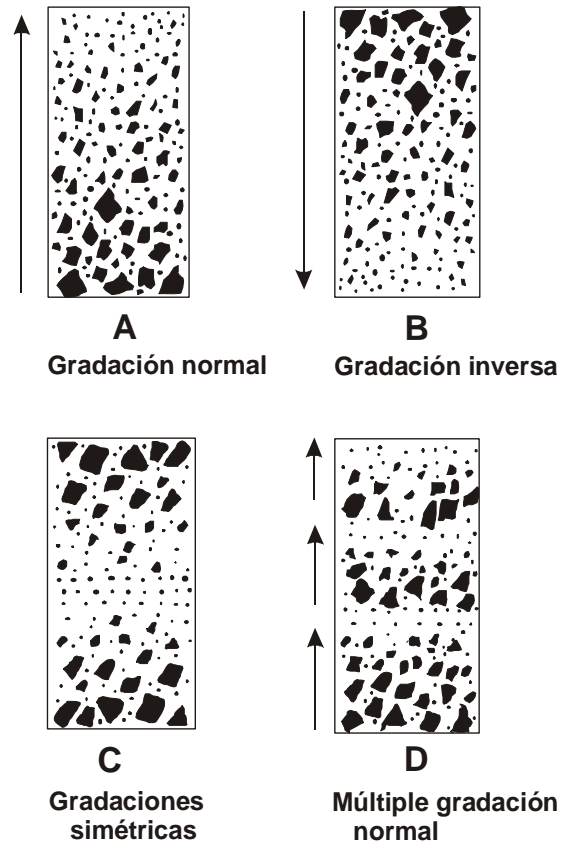 A
Gradación normal
B
Gradación inversa
C
Gradaciones
simétricas
D
Múltiple gradación
normal